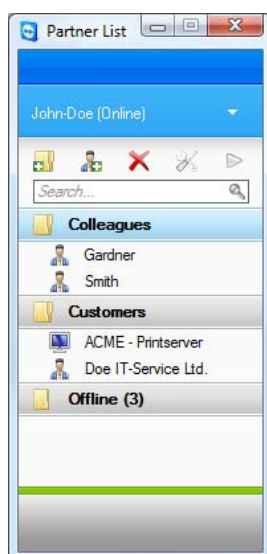 Partner List
John-Doe (Online)
Search...
Colleagues
Gardner
Smith
Customers
ACME - Printserver
Doe IT-Service Ltd.
Offline (3)